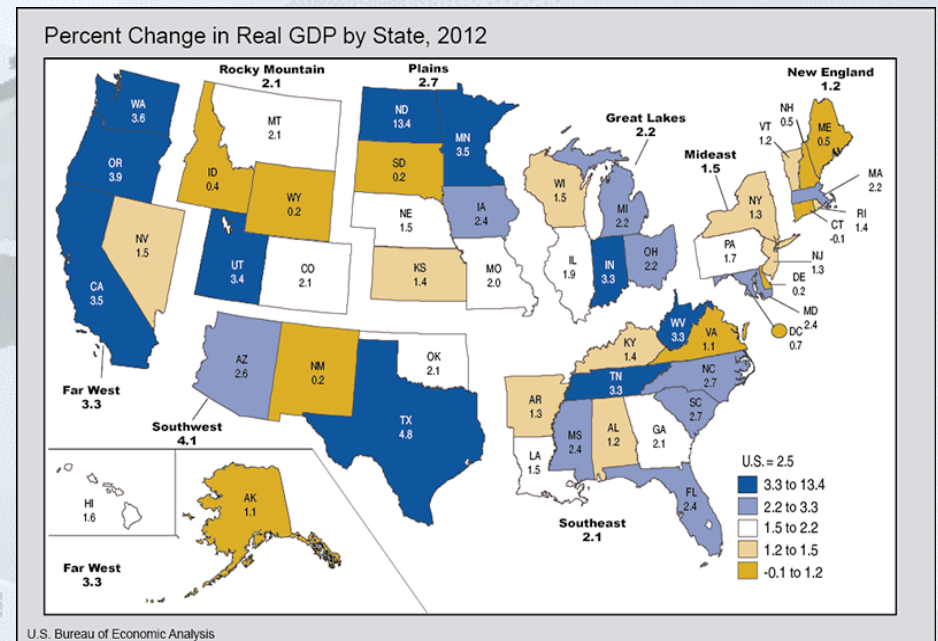 Percent Change in Real GDP by State, 2012
Rocky Mountain
2.1
Plains
2.7
New England
1.2
Great Lakes
2.2
Mideast
1.5
WA
3.6
OR
3.9
CA
3.5
NV
1.5
ID
0.4
MT
2.1
WY
0.2
UT
3.4
CO
2.1
ND
13.4
SD
0.2
NE
1.5
KS
1.4
MN
3.5
IA
2.4
MO
2.0
WI
1.5
IL
1.9
MI
2.2
IN
3.3
OH
2.2
NH
0.5
VT
1.2
ME
0.5
MA
2.2
RI
1.4
CT
-0.1
NY
1.3
PA
1.7
NJ
1.3
DE
0.2
MD
2.4
DC
0.7
AZ
2.6
NM
0.2
OK
2.1
TX
4.8
Far West
3.3
Southwest
4.1
WV
3.3
VA
1.1
KY
1.4
TN
3.3
NC
2.7
SC
2.7
AR
1.3
LA
1.5
MS
2.4
AL
1.2
GA
2.1
FL
2.4
Southeast
2.1
HI
1.6
AK
1.1
Far West
3.3
U.S. = 2.5
3.3 to 13.4
2.2 to 3.3
1.5 to 2.2
1.2 to 1.5
-0.1 to 1.2
U.S. Bureau of Economic Analysis